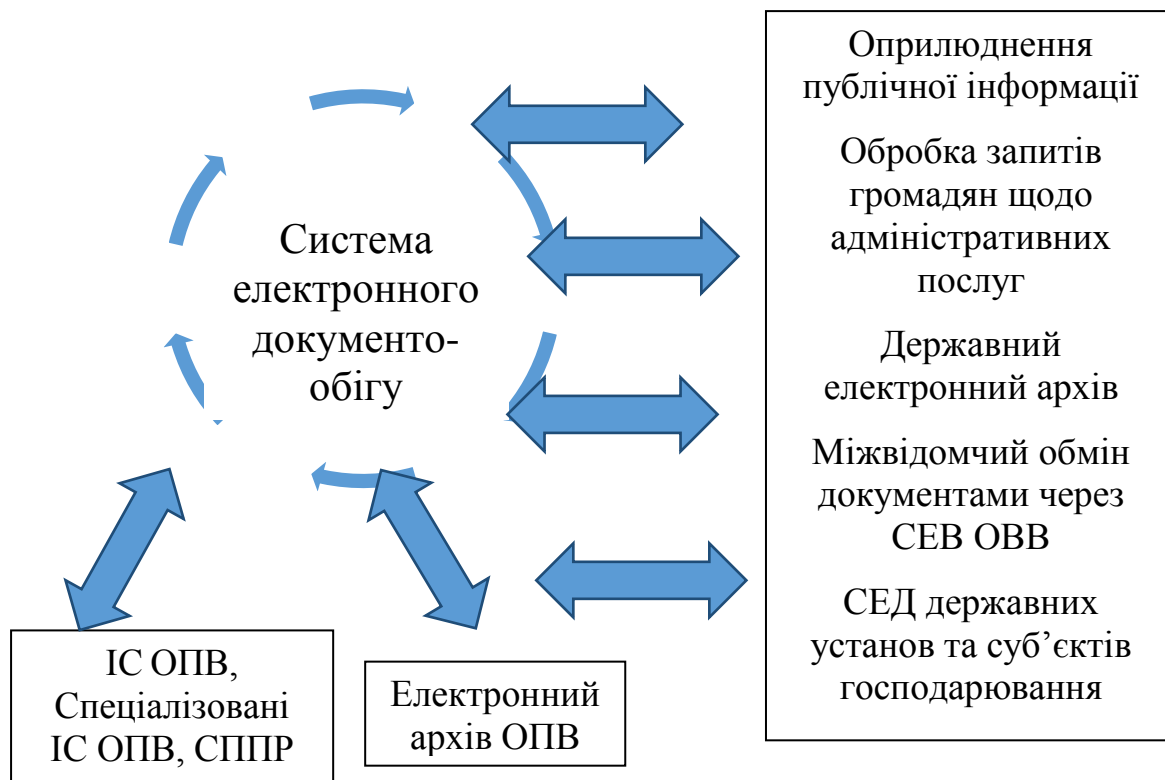 Система
електронного
документо-
обігу
Оприлюднення
публічної інформації
Обробка запитів
громадян щодо
адміністративних
послуг
Державний
електронний архів
Міжвідомчий обмін
документами через
СЕВ ОВВ
СЕД державних
установ та суб’єктів
господарювання
ІС ОПВ,
Спеціалізовані
ІС ОПВ, СППР
Електронний
архів ОПВ